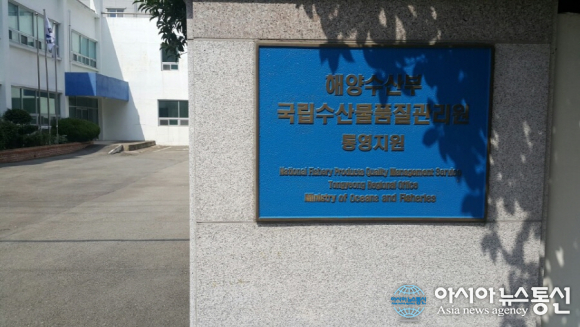 해양수산부
국립수산물품질관리원
통영지원
National Fishery Products Quality Management Service
Tongyeong Regional Office
Ministry of Oceans and Fisheries
아시아뉴스통신
Asia news agency